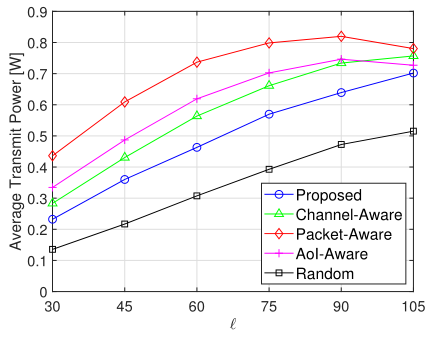 Average Transmit Power [W]
0.9
0.8
0.7
0.6
0.5
0.4
0.3
0.2
0.1
0
30 45 60 75 90 105
ℓ
Proposed
Channel-Aware
Packet-Aware
AoI-Aware
Random